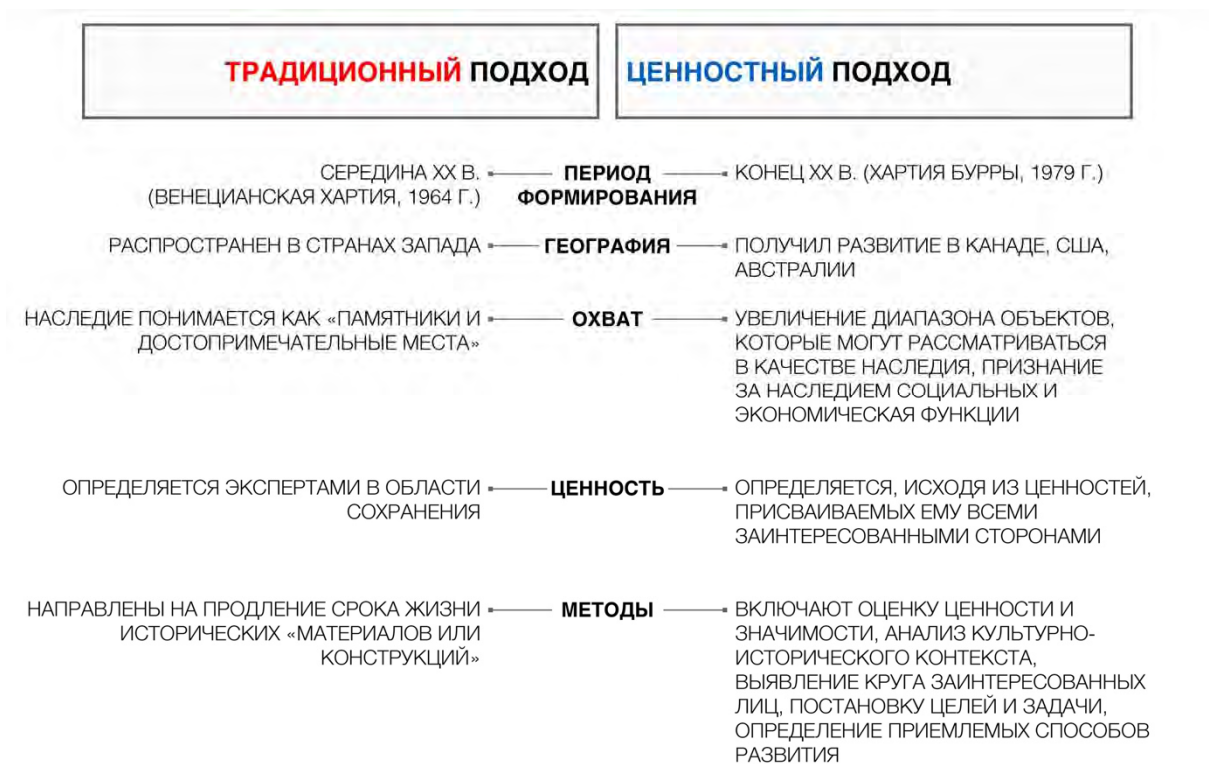 ТРАДИЦИОННЫЙ ПОДХОД
ЦЕННОСТНЫЙ ПОДХОД
СЕРЕДИНА XX В.
(ВЕНЕЦИАНСКАЯ ХАРТИЯ, 1964 Г.)
ПЕРИОД
ФОРМИРОВАНИЯ
КОНЕЦ XX В. (ХАРТИЯ БУРРЫ, 1979 Г.)
РАСПРОСТРАНЕН В СТРАНАХ ЗАПАДА
ГЕОГРАФИЯ
ПОЛУЧИЛ РАЗВИТИЕ В КАНАДЕ, США,
АВСТРАЛИИ
НАСЛЕДИЕ ПОНИМАЕТСЯ КАК «ПАМЯТНИКИ И
ДОСТОПРИМЕЧАТЕЛЬНЫЕ МЕСТА»
ОХВАТ
УВЕЛИЧЕНИЕ ДИАПАЗОНА ОБЪЕКТОВ,
КОТОРЫЕ МОГУТ РАССМАТРИВАТЬСЯ
В КАЧЕСТВЕ НАСЛЕДИЯ, ПРИЗНАНИЕ
ЗА НАСЛЕДИЕМ СОЦИАЛЬНЫХ И
ЭКОНОМИЧЕСКАЯ ФУНКЦИИ
ОПРЕДЕЛЯЕТСЯ ЭКСПЕРТАМИ В ОБЛАСТИ
СОХРАНЕНИЯ
ЦЕННОСТЬ
ОПРЕДЕЛЯЕТСЯ, ИСХОДЯ ИЗ ЦЕННОСТЕЙ,
ПРИСВАИВАЕМЫХ ЕМУ ВСЕМИ
ЗАИНТЕРЕСОВАННЫМИ СТОРОНАМИ
НАПРАВЛЕНЫ НА ПРОДЛЕНИЕ СРОКА ЖИЗНИ
ИСТОРИЧЕСКИХ «МАТЕРИАЛОВ ИЛИ
КОНСТРУКЦИЙ»
МЕТОДЫ
ВКЛЮЧАЮТ ОЦЕНКУ ЦЕННОСТИ И
ЗНАЧИМОСТИ, АНАЛИЗ КУЛЬТУРНО-
ИСТОРИЧЕСКОГО КОНТЕКСТА,
ВЫЯВЛЕНИЕ КРУГА ЗАИНТЕРЕСОВАННЫХ
ЛИЦ, ПОСТАНОВКУ ЦЕЛЕЙ И ЗАДАЧИ,
ОПРЕДЕЛЕНИЕ ПРИЕМЛЕМЫХ СПОСОБОВ
РАЗВИТИЯ